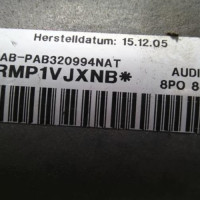 Herstelldatum: 15.12.05
AB-PAB320994NAT
RMP1VJXNB*
AUDI
8PO 8